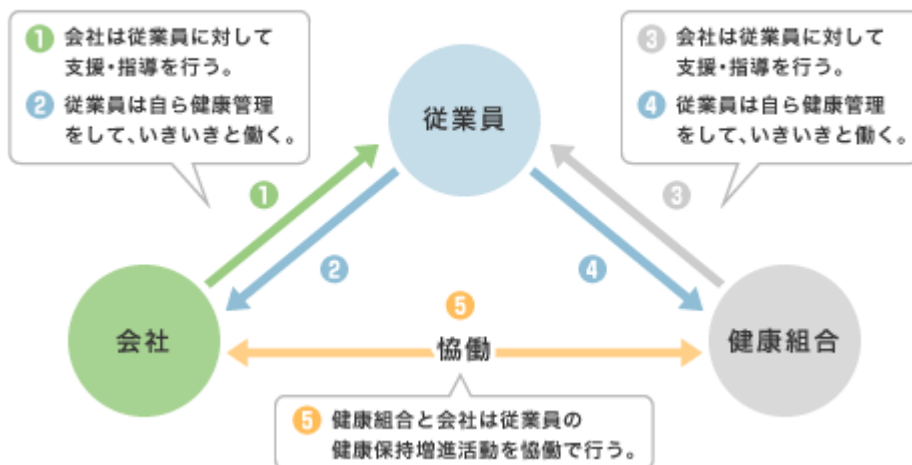 1 会社は従業員に対して
支援・指導を行う。
2 従業員は自ら健康管理
をして、いきいきと働く。
従業員
3 会社は従業員に対して
支援・指導を行う。
4 従業員は自ら健康管理
をして、いきいきと働く。
1
2
3
4
会社
5
協働
健康組合
5 健康組合と会社は従業員の
健康保持増進活動を協働で行う。